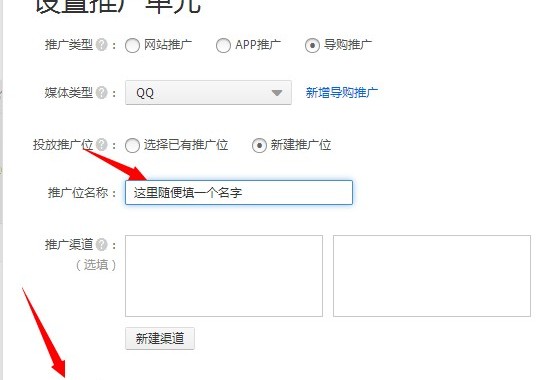 设置推广单元
推广类型 ? ： 网站推广 APP推广 导购推广
媒体类型 ? ： QQ 新增导购推广
投放推广位 ? ： 选择已有推广位 新建推广位
推广位名称： 这里随便填一个名字
推广渠道 ? ：
（选填）
新建渠道